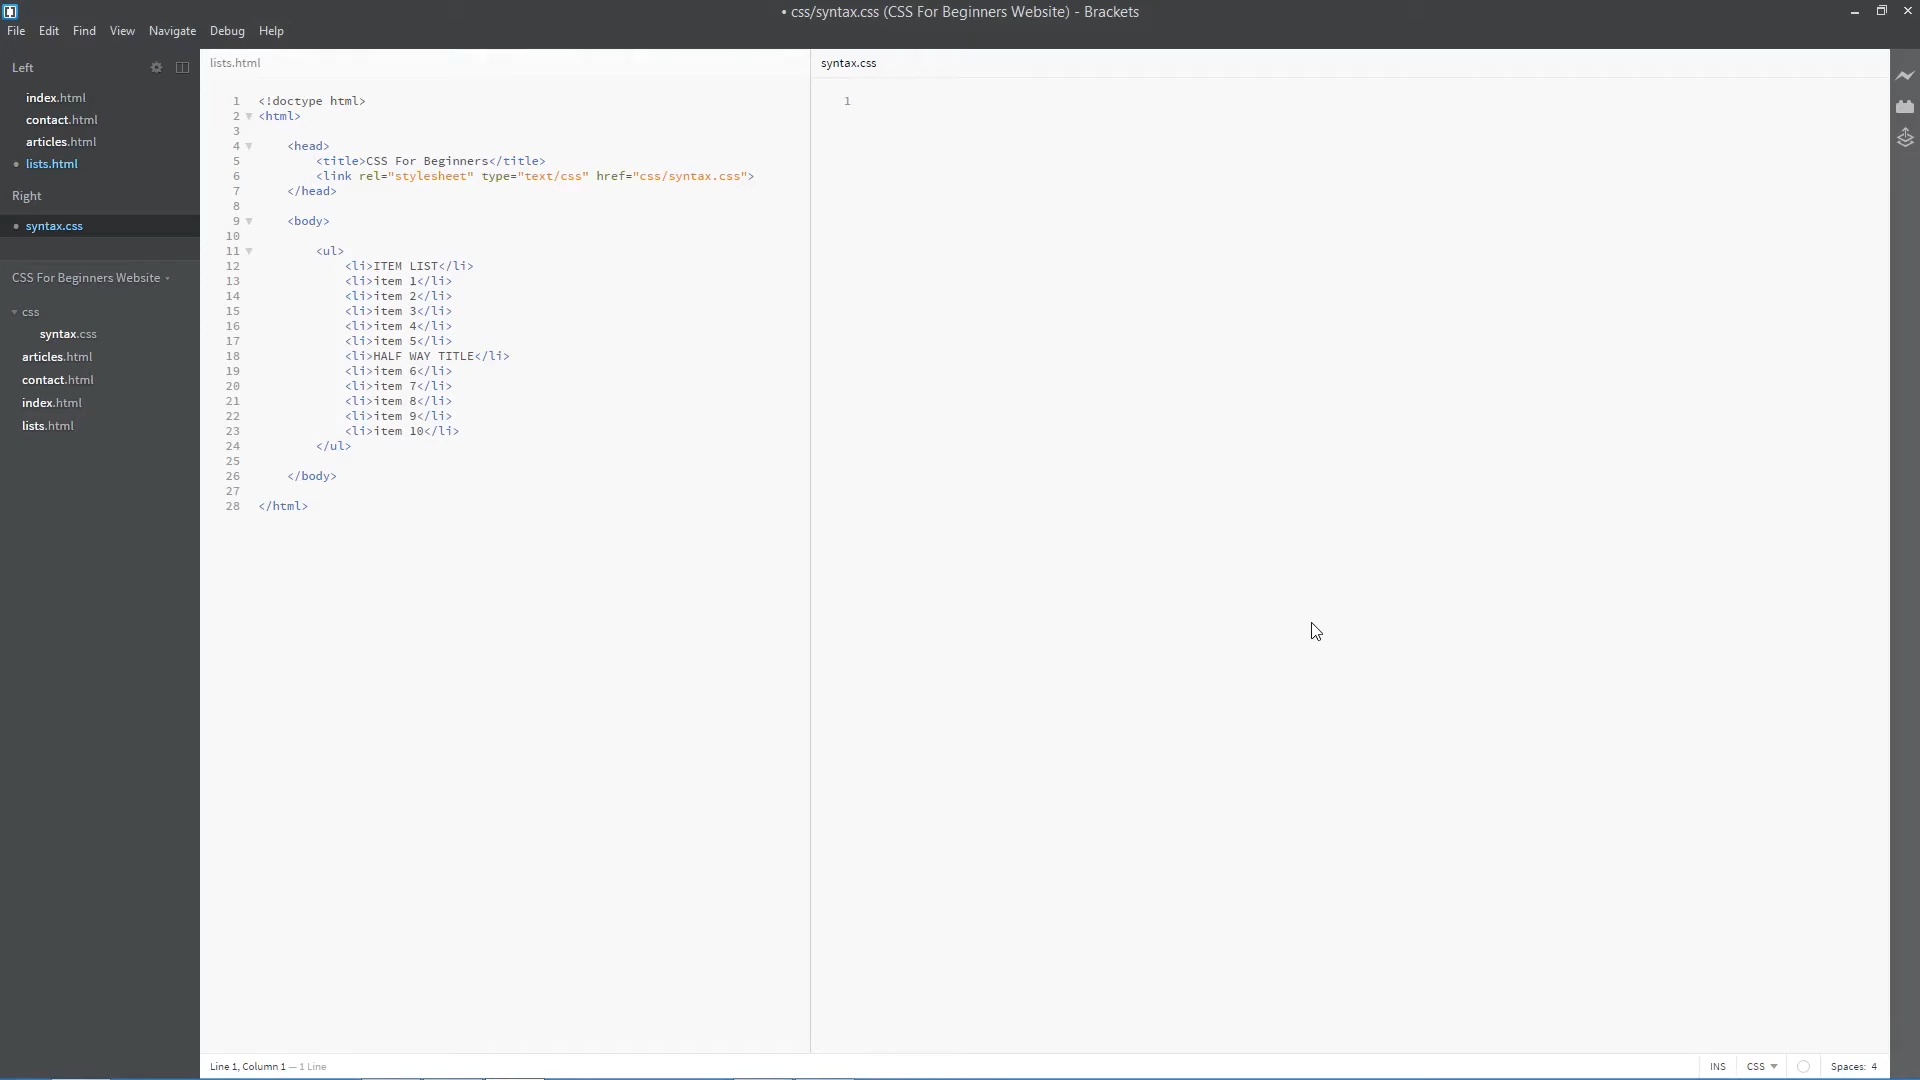 • css/syntax.css (CSS For Beginners Website) - Brackets
File Edit Find View Navigate Debug Help
Left
index.html
contact.html
articles.html
• lists.html
Right
• syntax.css
CSS For Beginners Website
css
syntax.css
articles.html
contact.html
index.html
lists.html
lists.html
1 <!doctype html>
2 <html>
3
4 <head>
5 <title>CSS For Beginners</title>
6 <link rel="stylesheet" type="text/css" href="css/syntax.css">
7 </head>
8
9 <body>
10
11 <ul>
12 <li>ITEM LIST</li>
13 <li>item 1</li>
14 <li>item 2</li>
15 <li>item 3</li>
16 <li>item 4</li>
17 <li>item 5</li>
18 <li>HALF WAY TITLE</li>
19 <li>item 6</li>
20 <li>item 7</li>
21 <li>item 8</li>
22 <li>item 9</li>
23 <li>item 10</li>
24 </ul>
25
26 </body>
27
28 </html>
syntax.css
1
Line 1, Column 1 — 1 Line
INS CSS Spaces: 4